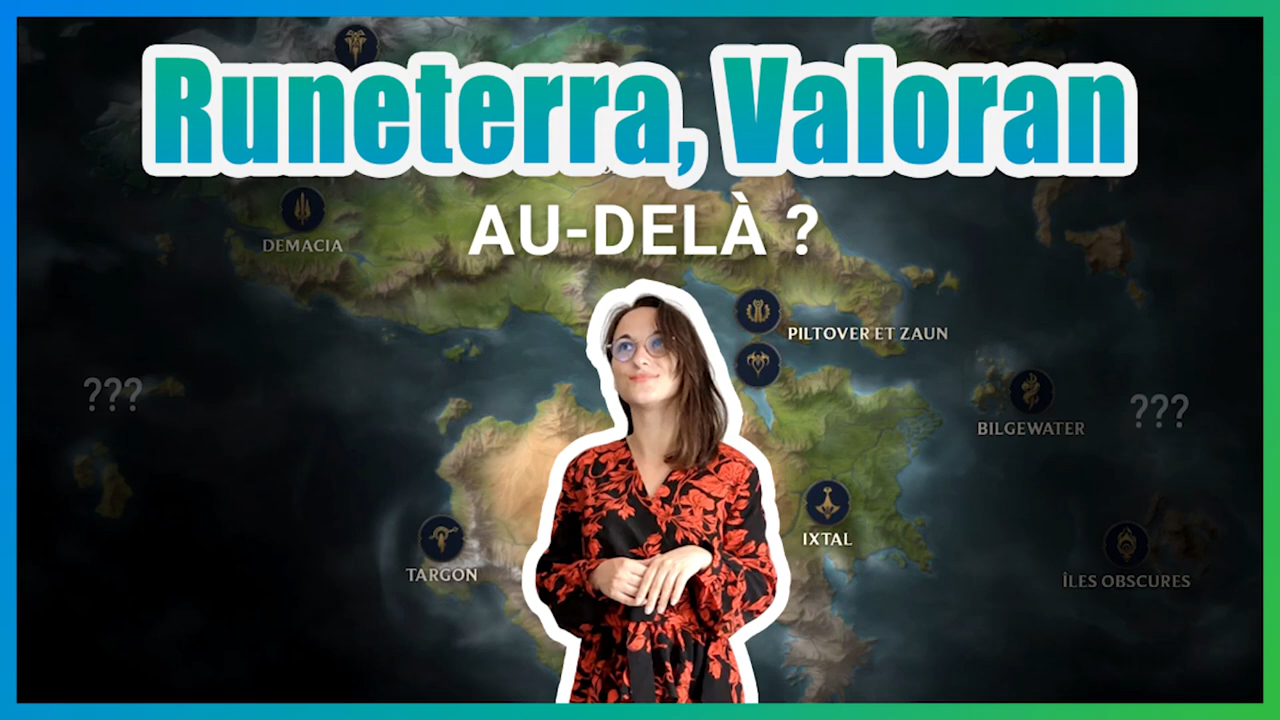 Runeterra, Valoran
AU-DELÀ ?
DEMACIA
PILTOVER ET ZAUN
???
???
BILGEWATER
IXTAL
TARGON
ÎLES OBSCURES